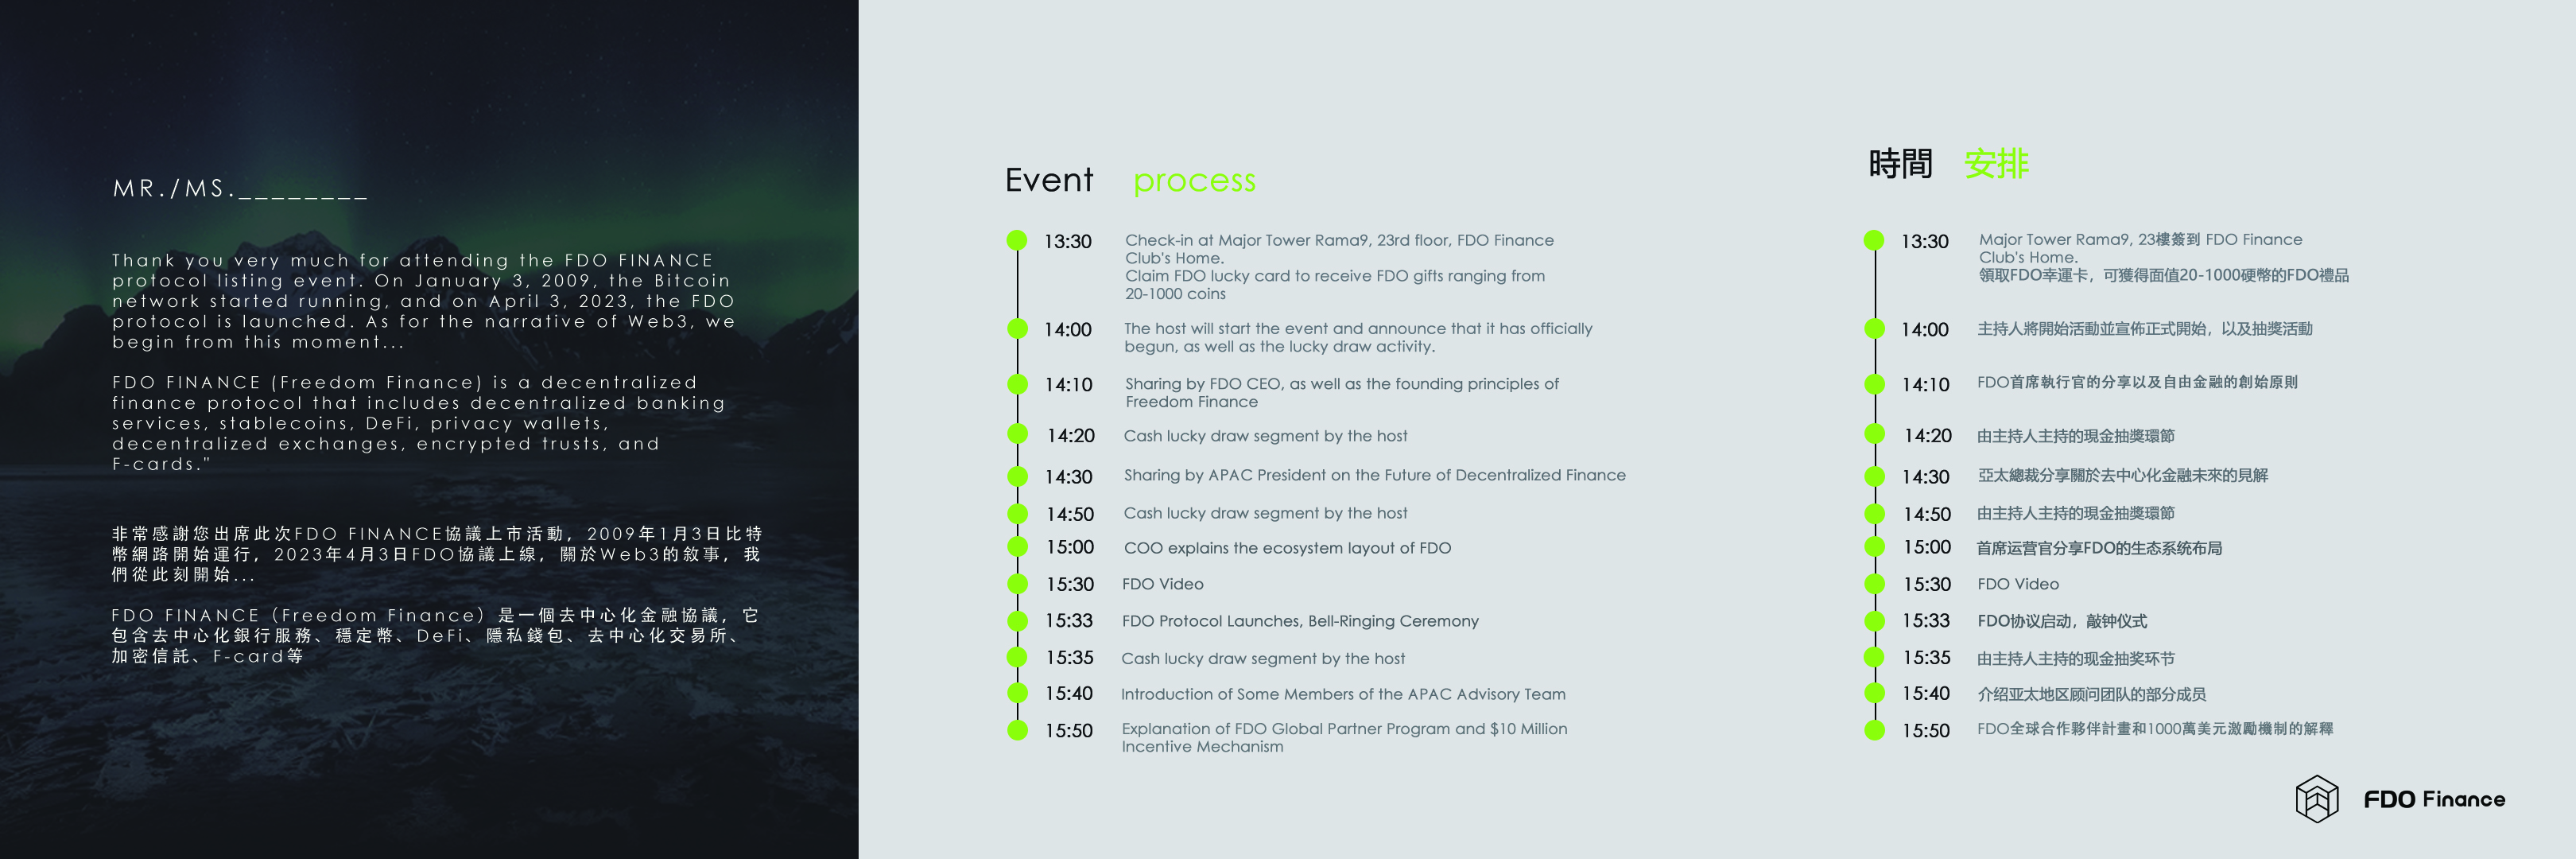 MR./MS.________
Thank you very much for attending the FDO FINANCE
protocol listing event. On January 3, 2009, the Bitcoin
network started running, and on April 3, 2023, the FDO
protocol is launched. As for the narrative of Web3, we
begin from this moment...
FDO FINANCE (Freedom Finance) is a decentralized
finance protocol that includes decentralized banking
services, stablecoins, DeFi, privacy wallets,
decentralized exchanges, encrypted trusts, and
F-cards."
非常感謝您出席此次FDO FINANCE協議上市活動，2009年1月3日比特
幣網路開始運行，2023年4月3日FDO協議上線，關於Web3的敘事，我
們從此刻開始...
FDO FINANCE（Freedom Finance）是一個去中心化金融協議，它
包含去中心化銀行服務、穩定幣、DeFi、隱私錢包、去中心化交易所、
加密信託、F-card等
Event process
13:30 Check-in at Major Tower Rama9, 23rd floor, FDO Finance
Club's Home.
Claim FDO lucky card to receive FDO gifts ranging from
20-1000 coins
14:00 The host will start the event and announce that it has officially
begun, as well as the lucky draw activity.
14:10 Sharing by FDO CEO, as well as the founding principles of
Freedom Finance
14:20 Cash lucky draw segment by the host
14:30 Sharing by APAC President on the Future of Decentralized Finance
14:50 Cash lucky draw segment by the host
15:00 COO explains the ecosystem layout of FDO
15:30 FDO Video
15:33 FDO Protocol Launches, Bell-Ringing Ceremony
15:35 Cash lucky draw segment by the host
15:40 Introduction of Some Members of the APAC Advisory Team
15:50 Explanation of FDO Global Partner Program and $10 Million
Incentive Mechanism
時間 安排
13:30 Major Tower Rama9, 23樓簽到 FDO Finance
Club's Home.
領取FDO幸運卡，可獲得面值20-1000硬幣的FDO禮品
14:00 主持人將開始活動並宣佈正式開始，以及抽獎活動
14:10 FDO首席執行官的分享以及自由金融的創始原則
14:20 由主持人主持的現金抽獎環節
14:30 亞太總裁分享關於去中心化金融未來的見解
14:50 由主持人主持的現金抽獎環節
15:00 首席运营官分享FDO的生态系统布局
15:30 FDO Video
15:33 FDO协议启动，敲钟仪式
15:35 由主持人主持的现金抽奖环节
15:40 介绍亚太地区顾问团队的部分成员
15:50 FDO全球合作夥伴計畫和1000萬美元激勵機制的解釋
FDO Finance